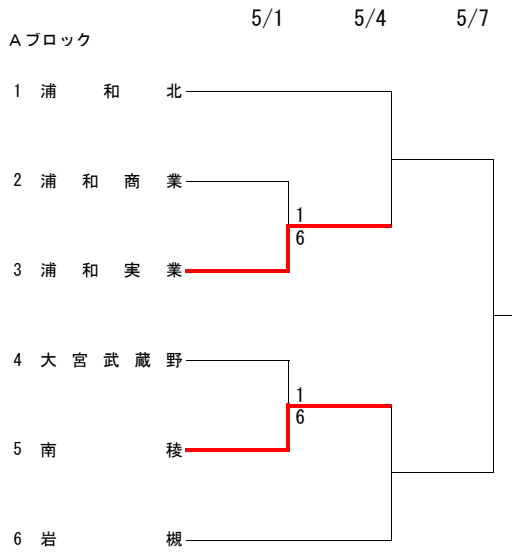 5/1 5/4 5/7
Aブロック
1 浦和北
2 浦和商業
1
6
3 浦和実業
4 大宮武蔵野
1
6
5 南稜
6 岩槻